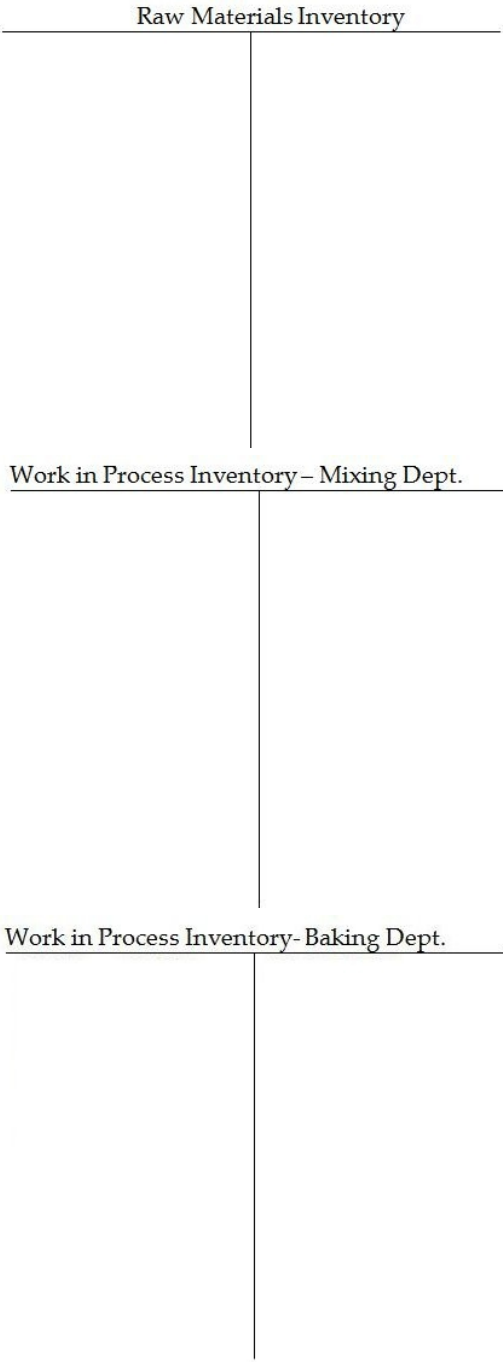 Raw Materials Inventory
Work in Process Inventory – Mixing Dept.
Work in Process Inventory- Baking Dept.